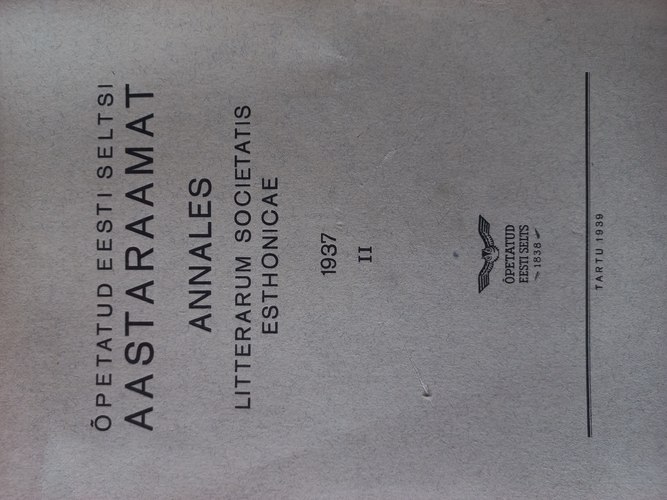 ÕPETATUD EESTI SELTSI
AASTARAAMAT
ANNALES
LITTERARUM SOCIETATIS
ESTHONICAE
1937
II
ÕPETATUD
EESTI SELTS
1838
TARTU 1939